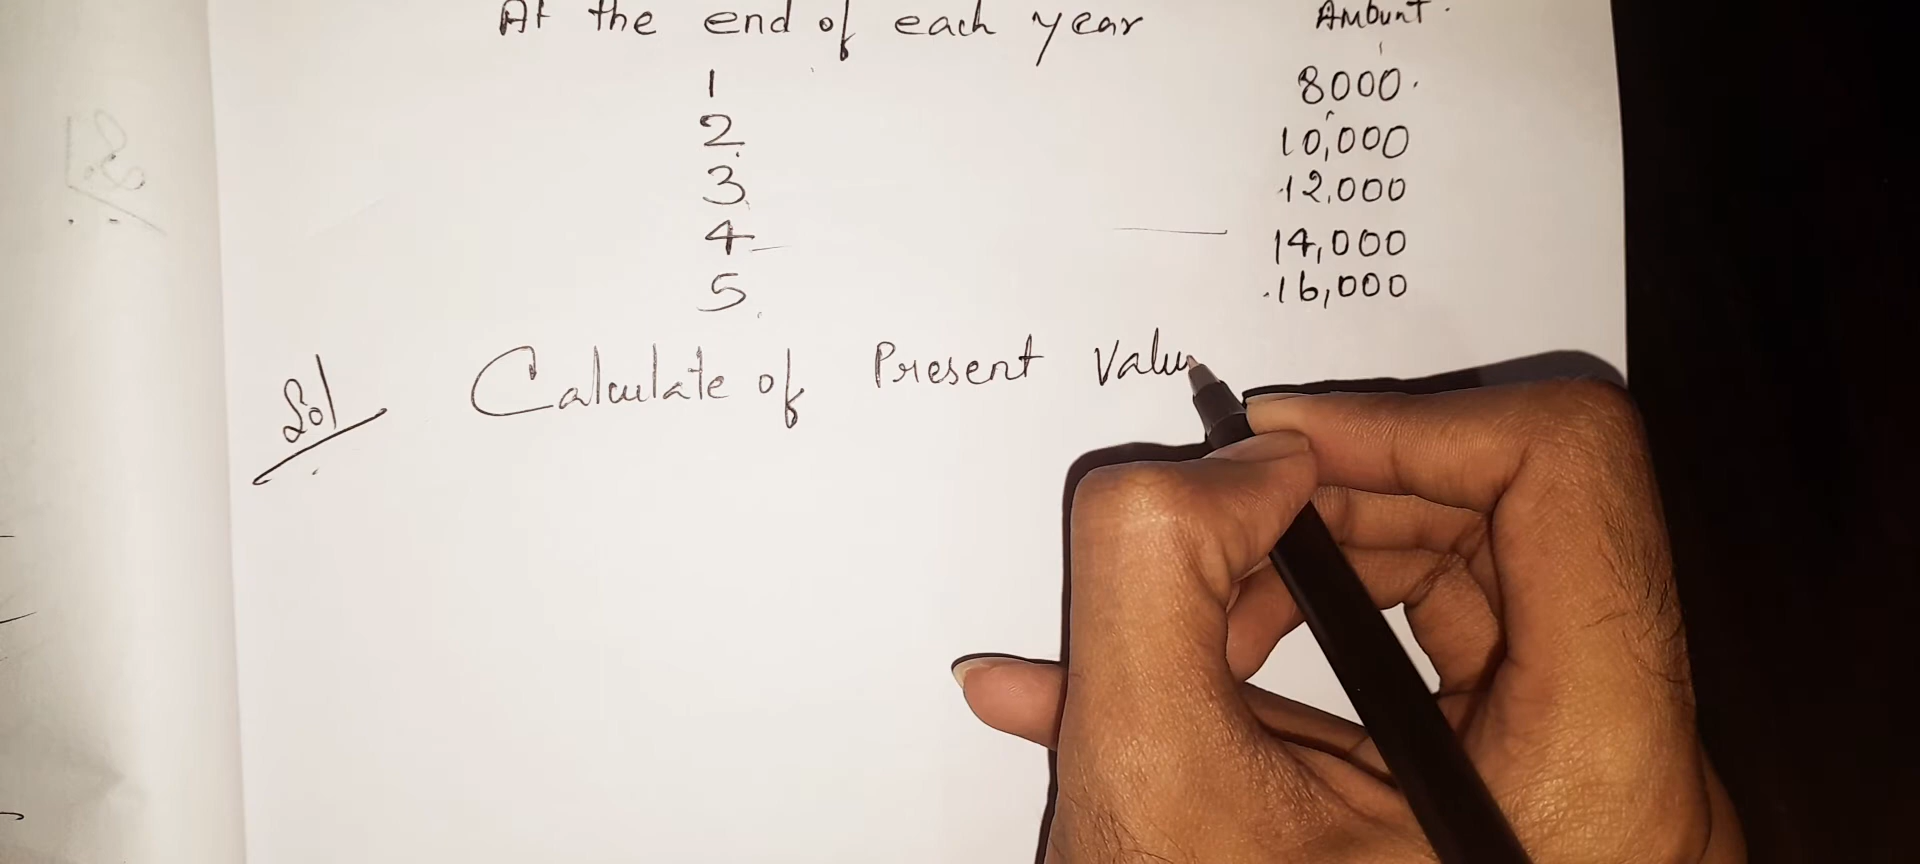 At the end of each year Amount.
1 8000.
2 10,000
3 12,000
4 14,000
5 16,000
Sol Calculate of Present Valu